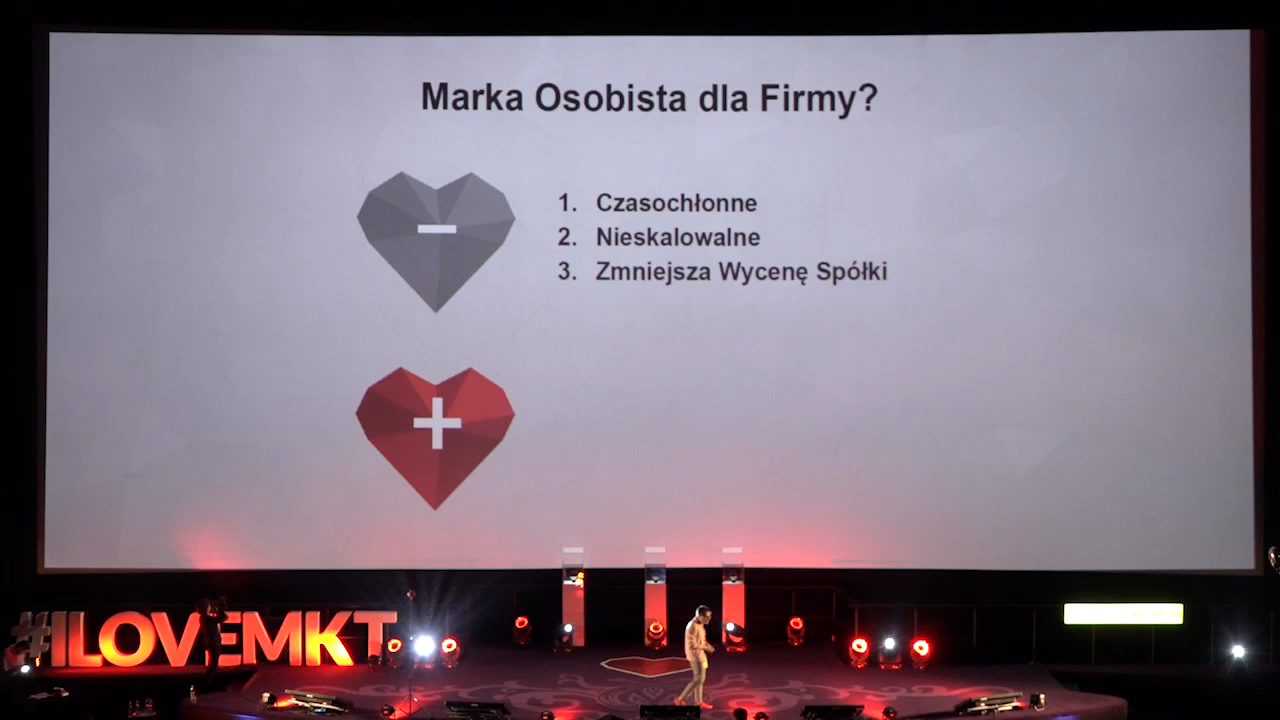 Marka Osobista dla Firmy?
1. Czasochłonne
2. Nieskalowalne
3. Zmniejsza Wycenę Spółki
#ILOVEMKT